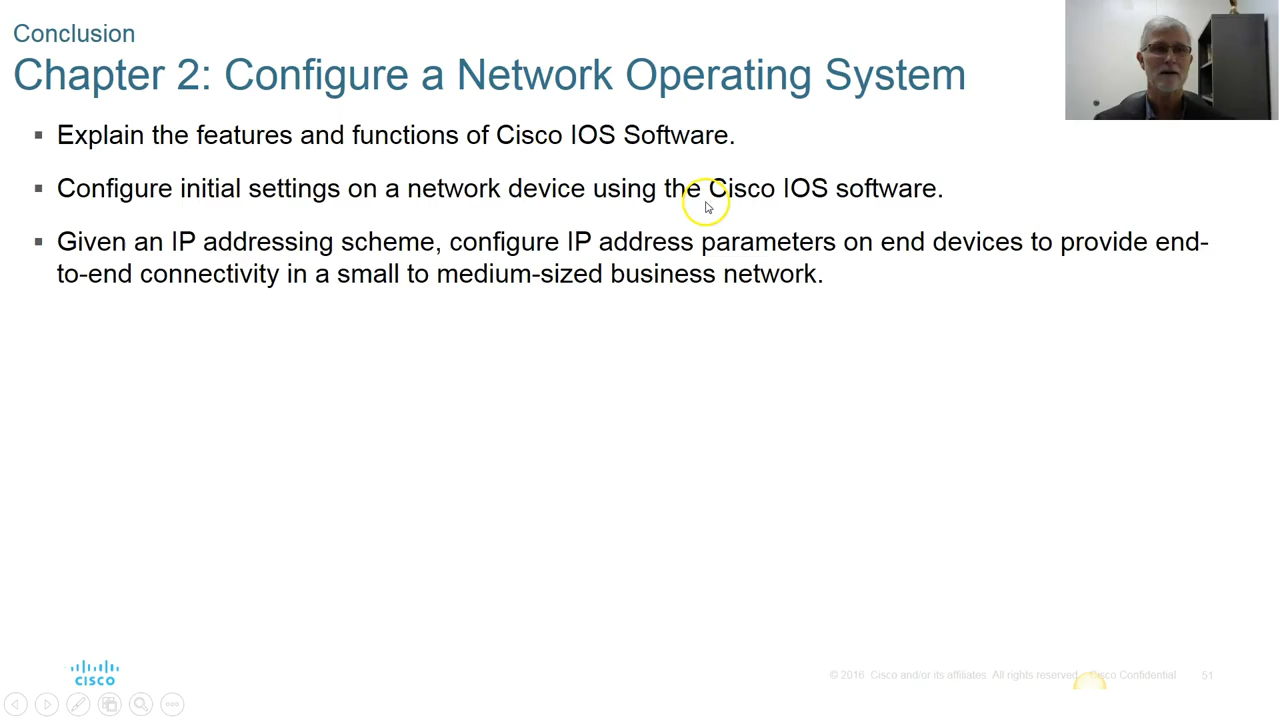 Conclusion
Chapter 2: Configure a Network Operating System
▪ Explain the features and functions of Cisco IOS Software.
▪ Configure initial settings on a network device using the Cisco IOS software.
▪ Given an IP addressing scheme, configure IP address parameters on end devices to provide end-
to-end connectivity in a small to medium-sized business network.
CISCO
© 2016 Cisco and/or its affiliates. All rights reserved. Cisco Confidential 51